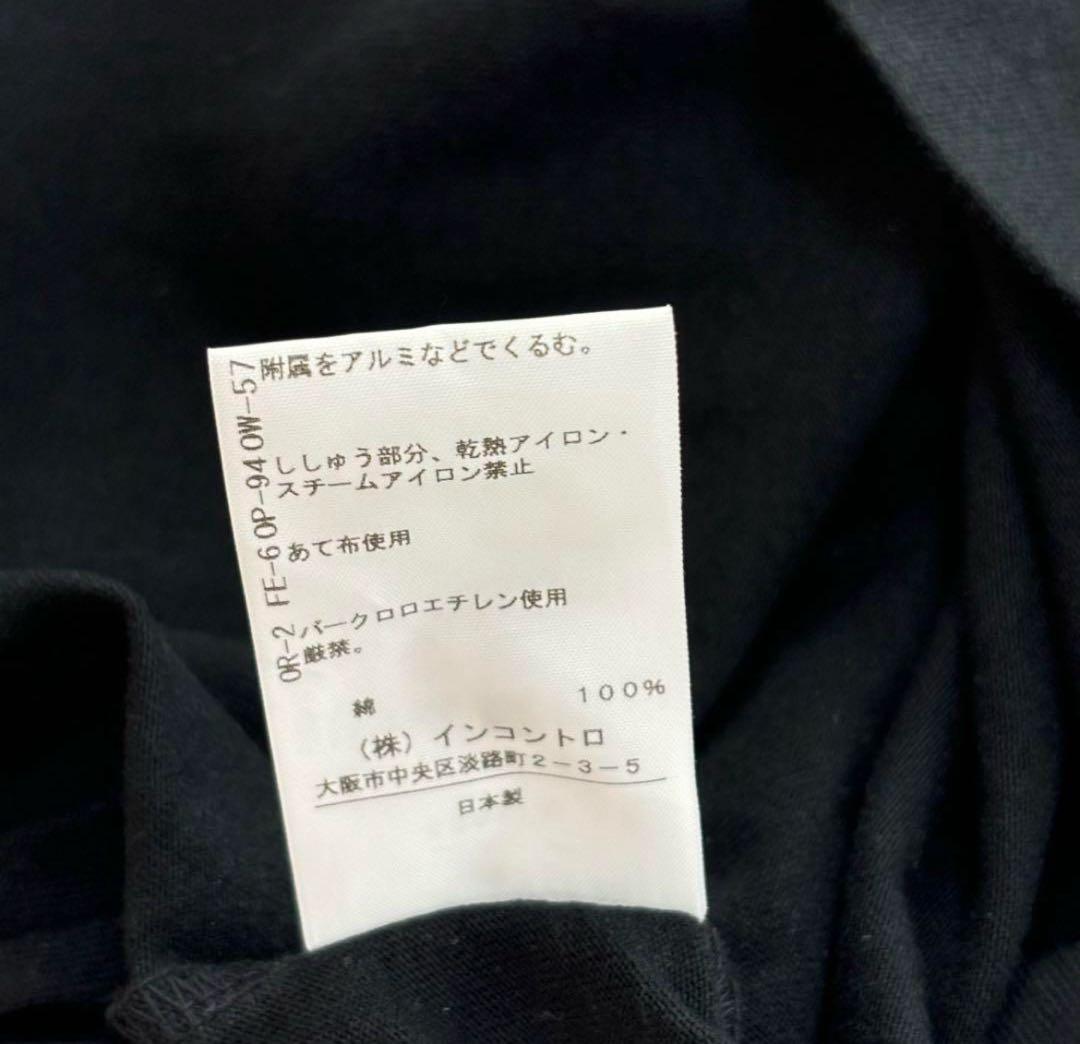 附属をアルミなどでくるむ。
ししゅう部分、乾熱アイロン・
スチームアイロン禁止
あて布使用
パークロロエチレン使用
厳禁。
綿 100%
(株)インコントロ
大阪市中央区淡路町2-3-5
日本製
OR-2 FE-6OP-94OW-57